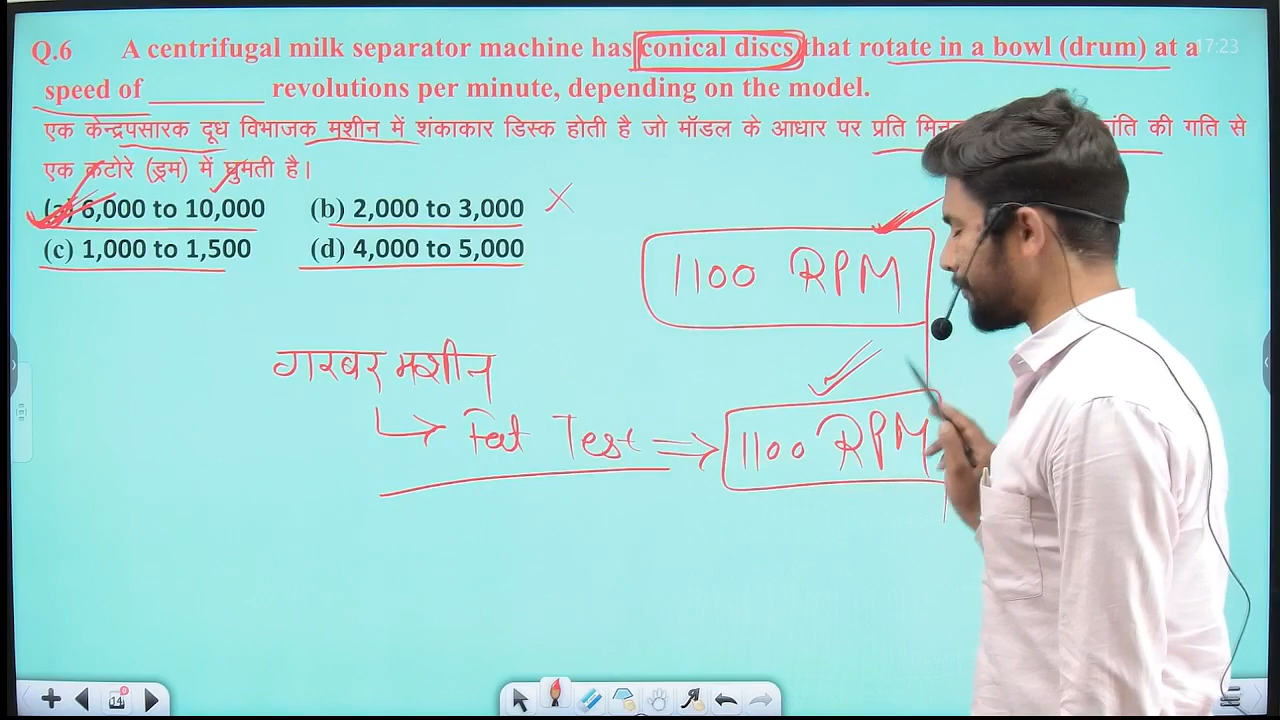 Q.6 A centrifugal milk separator machine has conical discs that rotate in a bowl (drum) at a
17:23
speed of ________ revolutions per minute, depending on the model.
एक केन्द्रपसारक दूध विभाजक मशीन में शंकाकार डिस्क होती है जो मॉडल के आधार पर प्रति की गति से
एक कटोरे (ड्रम) में घुमती है।
(a) 6,000 to 10,000 (b) 2,000 to 3,000
(c) 1,000 to 1,500 (d) 4,000 to 5,000
1100 RPM
गरबर मशीन
Fat Test ⇒ 1100 RPM
14